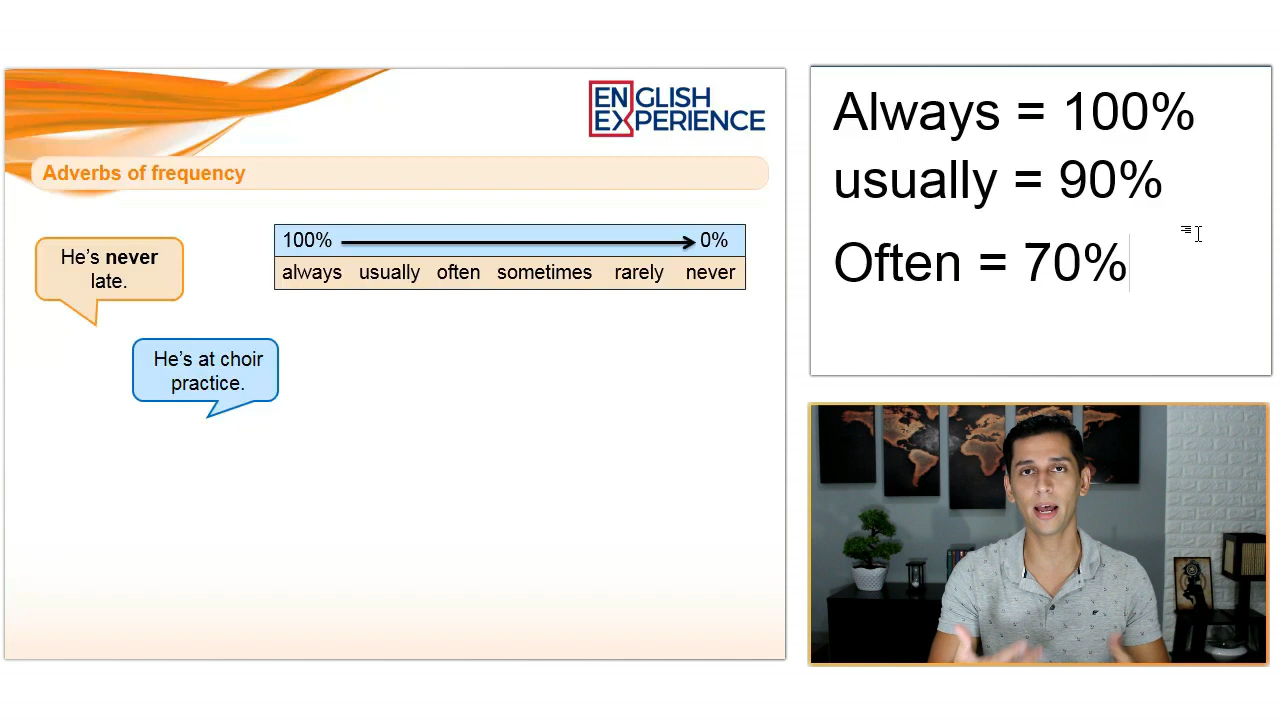 ENGLISH
EXPERIENCE
Adverbs of frequency
He's never
late.
100% 0%
always usually often sometimes rarely never
He's at choir
practice.
Always = 100%
usually = 90%
Often = 70%